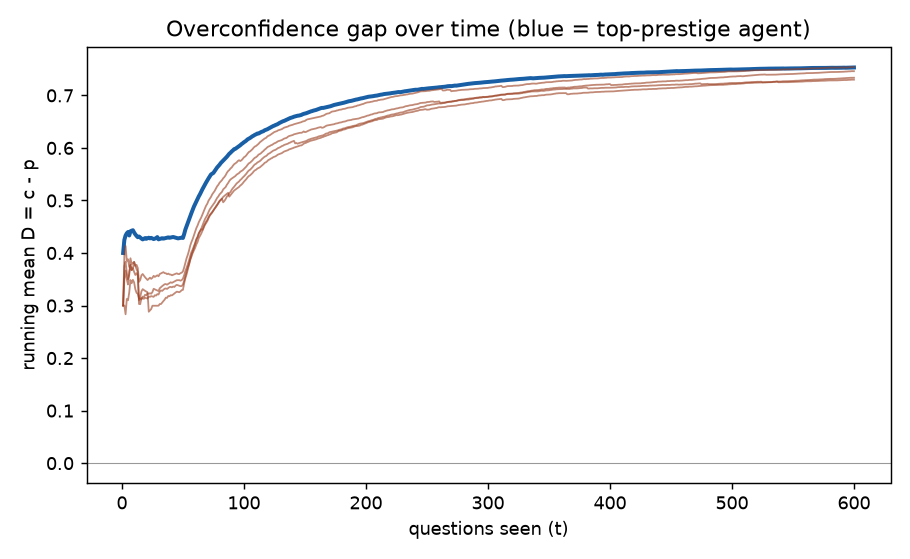 Overconfidence gap over time (blue = top-prestige agent)
running mean D = c - p
0.7
0.6
0.5
0.4
0.3
0.2
0.1
0.0
0 100 200 300 400 500 600
questions seen (t)